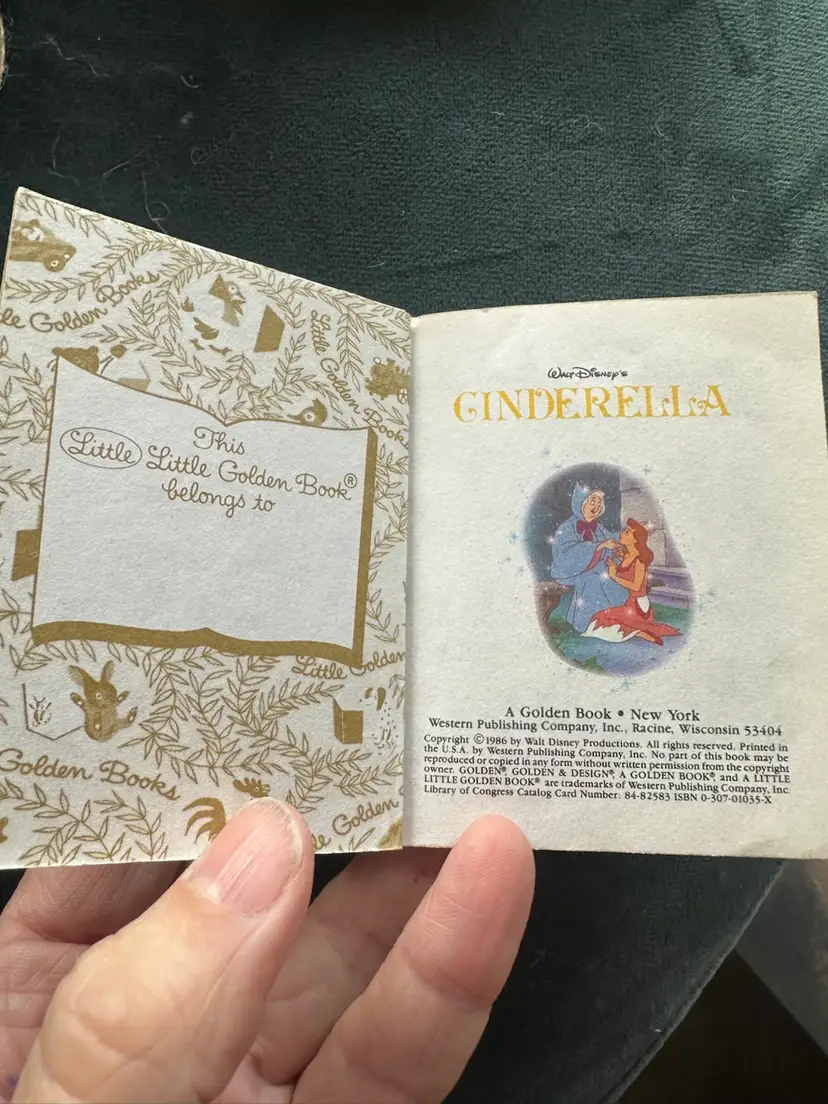 Little Golden Books
Little Golden Books
This
Little Little Golden Book®
belongs to
Little Golden
Golden Books
Golden
Walt Disney's
CINDERELLA
A Golden Book • New York
Western Publishing Company, Inc., Racine, Wisconsin 53404
Copyright ©1986 by Walt Disney Productions. All rights reserved. Printed in
the U.S.A. by Western Publishing Company, Inc. No part of this book may be
reproduced or copied in any form without written permission from the copyright
owner. GOLDEN®, GOLDEN & DESIGN®, A GOLDEN BOOK®, and A LITTLE
LITTLE GOLDEN BOOK® are trademarks of Western Publishing Company, Inc.
Library of Congress Catalog Card Number: 84-82583 ISBN 0-307-01035-X